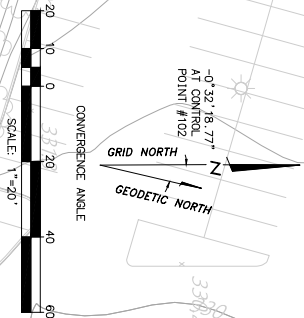 -0°32'18.77"
AT CONTROL
POINT #102
GRID NORTH
Z
GEODETIC NORTH
CONVERGENCE ANGLE
20 10 0 20 40 60
SCALE: 1"=20'